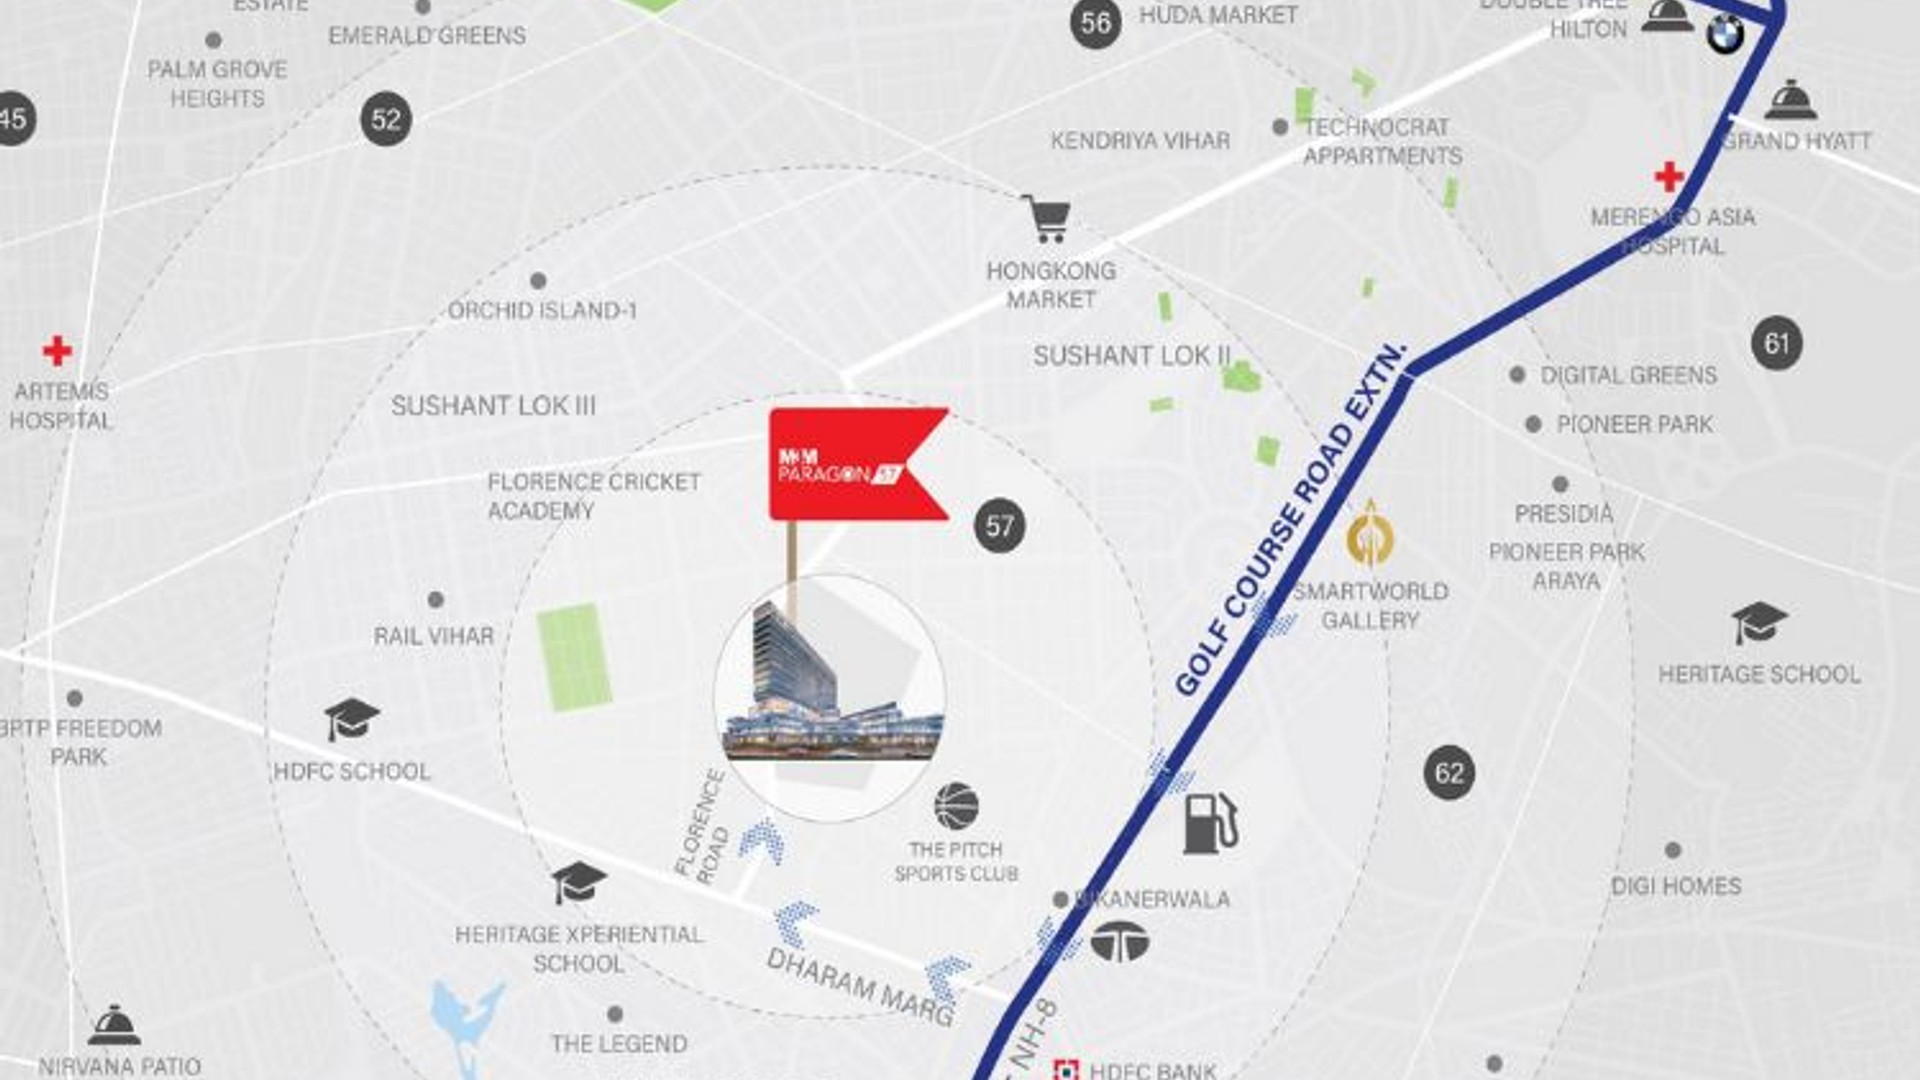 ESTATE
EMERALD GREENS
PALM GROVE
HEIGHTS
45
52
56
HUDA MARKET
DOUBLE TREE
HILTON
GRAND HYATT
KENDRIYA VIHAR
TECHNOCRAT
APPARTMENTS
MERENGO ASIA
HOSPITAL
HONGKONG
MARKET
ORCHID ISLAND-1
SUSHANT LOK II
61
ARTEMIS
HOSPITAL
SUSHANT LOK III
DIGITAL GREENS
PIONEER PARK
GOLF COURSE ROAD EXTN.
M3M
PARAGON 57
FLORENCE CRICKET
ACADEMY
57
PRESIDIA
PIONEER PARK
ARAYA
SMARTWORLD
GALLERY
RAIL VIHAR
HERITAGE SCHOOL
BPTP FREEDOM
PARK
HDFC SCHOOL
62
FLORENCE
ROAD
THE PITCH
SPORTS CLUB
BIKANERWALA
DIGI HOMES
HERITAGE XPERIENTIAL
SCHOOL
DHARAM MARG
THE LEGEND
NH-8
NIRVANA PATIO
HDFC BANK